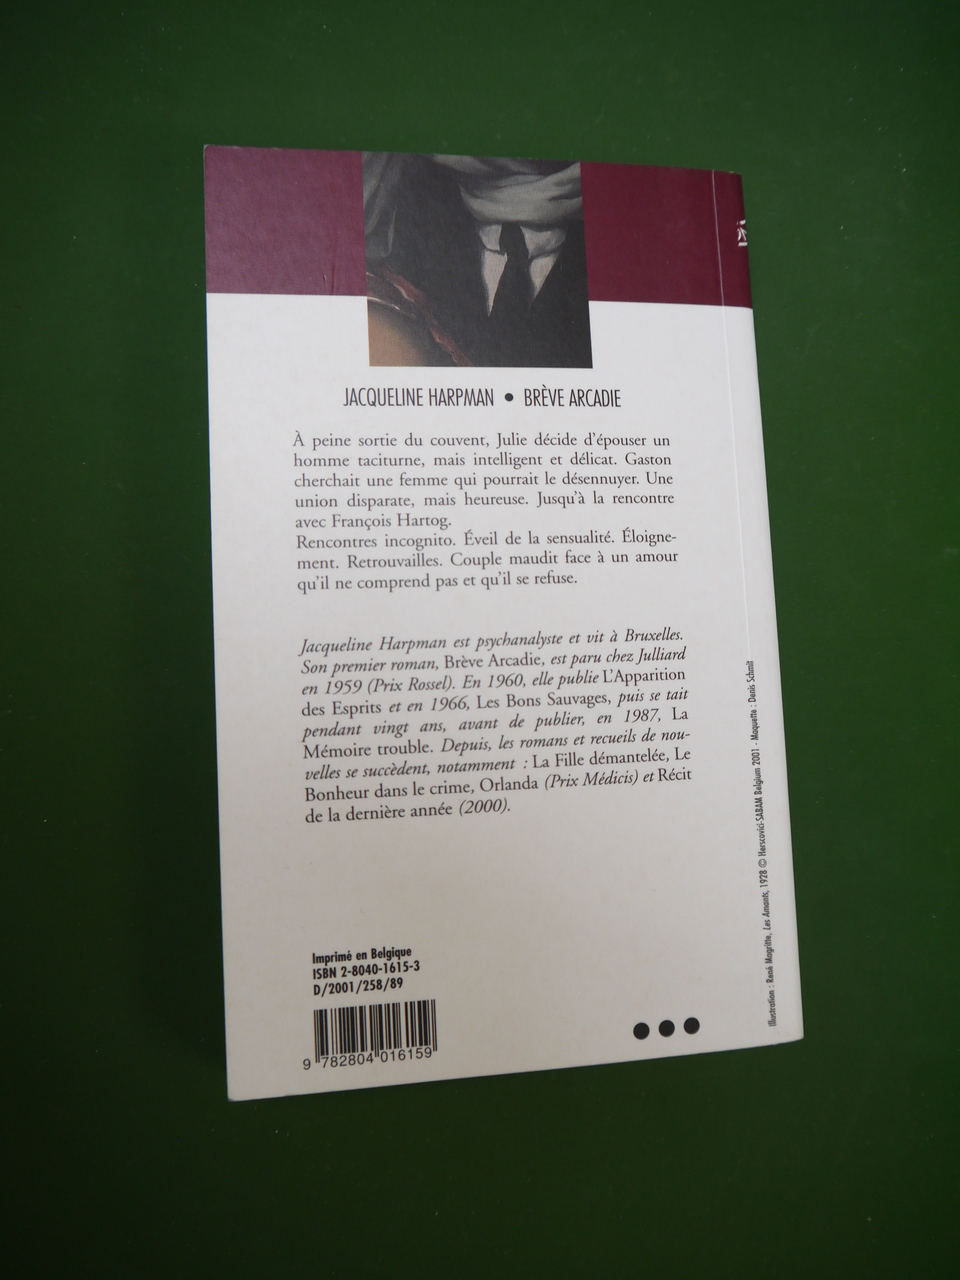 JACQUELINE HARPMAN • BRÈVE ARCADIE
À peine sortie du couvent, Julie décide d'épouser un
homme taciturne, mais intelligent et délicat. Gaston
cherchait une femme qui pourrait le désennuyer. Une
union disparate, mais heureuse. Jusqu'à la rencontre
avec François Hartog.
Rencontres incognito. Éveil de la sensualité. Éloigne-
ment. Retrouvailles. Couple maudit face à un amour
qu'il ne comprend pas et qu'il se refuse.
Jacqueline Harpman est psychanalyste et vit à Bruxelles.
Son premier roman, Brève Arcadie, est paru chez Julliard
en 1959 (Prix Rossel). En 1960, elle publie L'Apparition
des Esprits et en 1966, Les Bons Sauvages, puis se tait
pendant vingt ans, avant de publier, en 1987, La
Mémoire trouble. Depuis, les romans et recueils de nou-
velles se succèdent, notamment : La Fille démantelée, Le
Bonheur dans le crime, Orlanda (Prix Médicis) et Récit
de la dernière année (2000).
Imprimé en Belgique
ISBN 2-8040-1615-3
D/2001/258/89
9 782804 016159
Illustration : René Magritte, Les Amants, 1928 © Herscovici-SABAM Belgium 2001 - Maquette : Denis Schmit